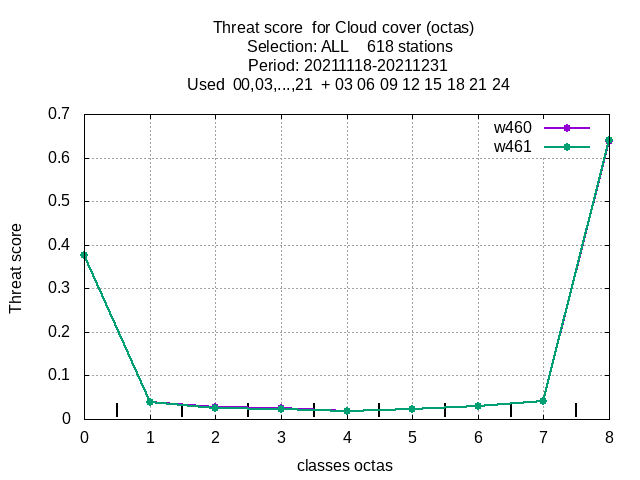 Threat score  for Cloud cover (octas)
Selection: ALL    618 stations
Period: 20211118-20211231
Used  00,03,...,21  + 03 06 09 12 15 18 21 24
0.7
w460
w461
0.6
0.5
0.4
Threat score
0.3
0.2
0.1
0
0 1 2 3 4 5 6 7 8
classes octas